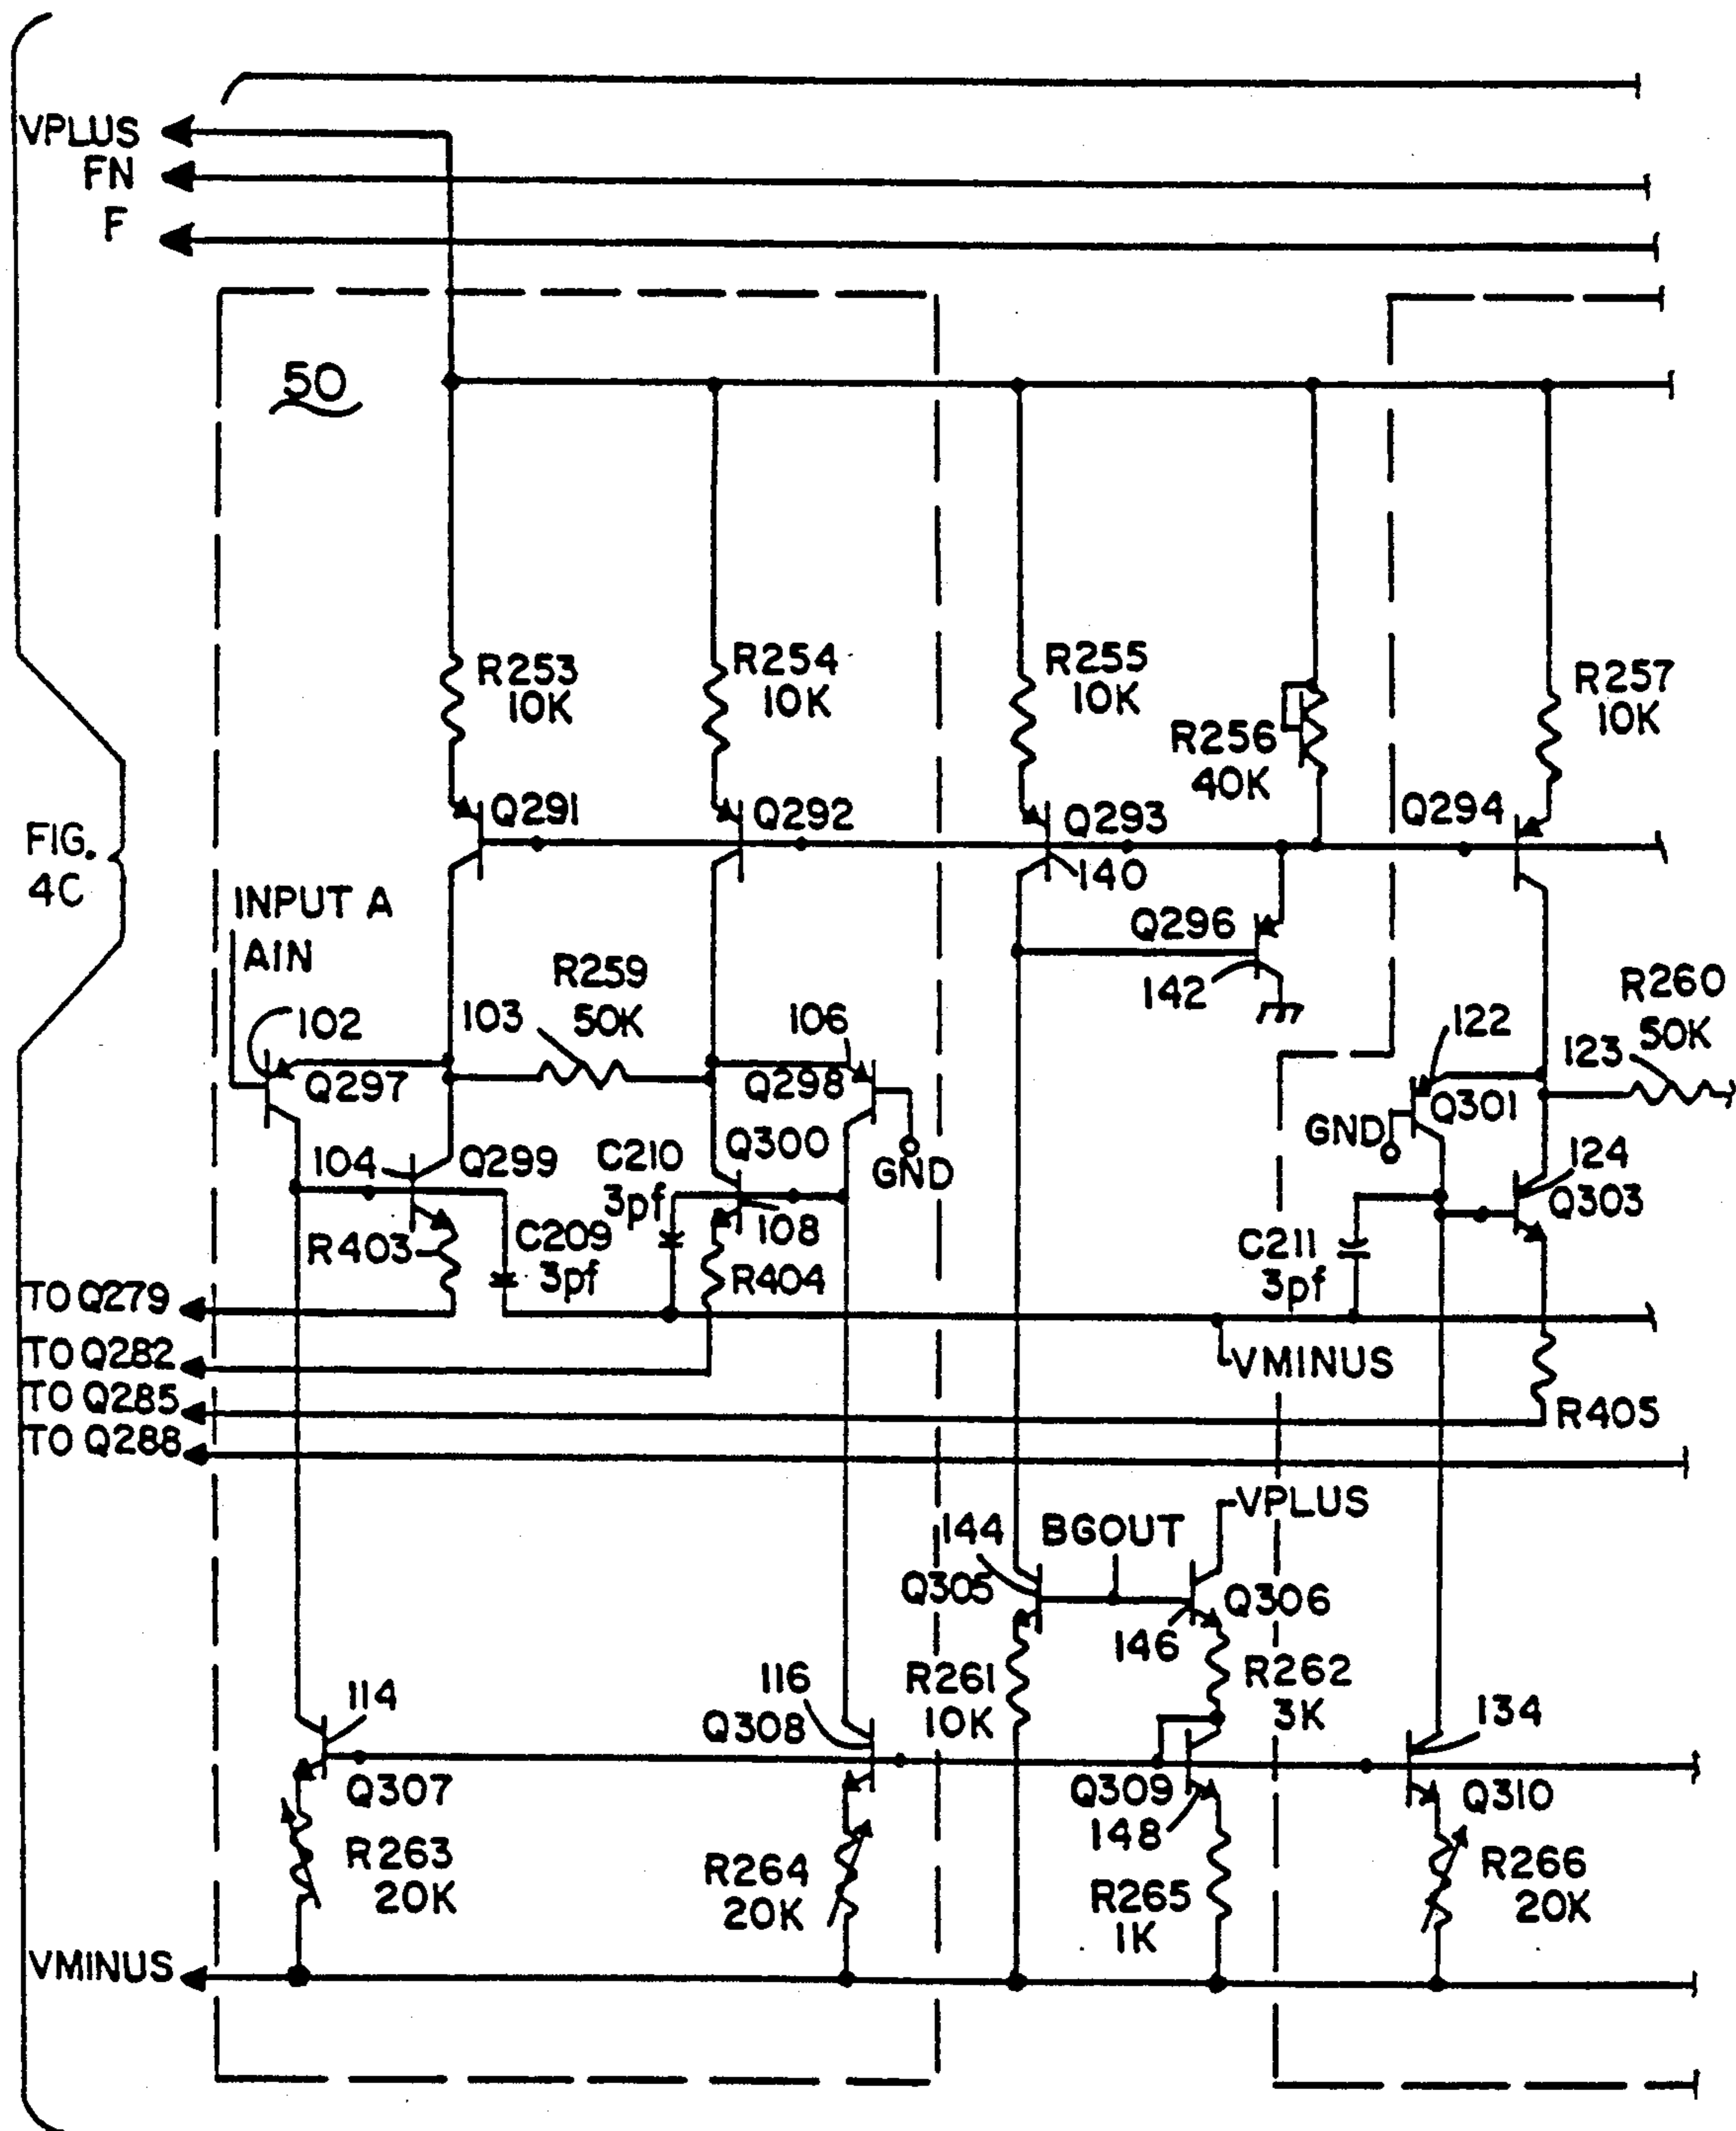 VPLUS
FN
F
50
R253
10K
R254
10K
R255
10K
R256
40K
R257
10K
Q291
Q292
Q293
140
Q294
FIG.
4C
INPUT A
AIN
Q296
142
R259
50K
103
102
Q297
106
Q298
GND
R260
50K
122
123
Q301
GND
104
Q299
C210
3pf
Q300
108
124
Q303
R403
C209
3pf
R404
C211
3pf
TO Q279
TO Q282
TO Q285
TO Q288
VMINUS
R405
VPLUS
144
BGOUT
Q305
Q306
146
R261
10K
R262
3K
114
116
Q308
134
Q307
Q309
148
Q310
R263
20K
R264
20K
R265
1K
R266
20K
VMINUS